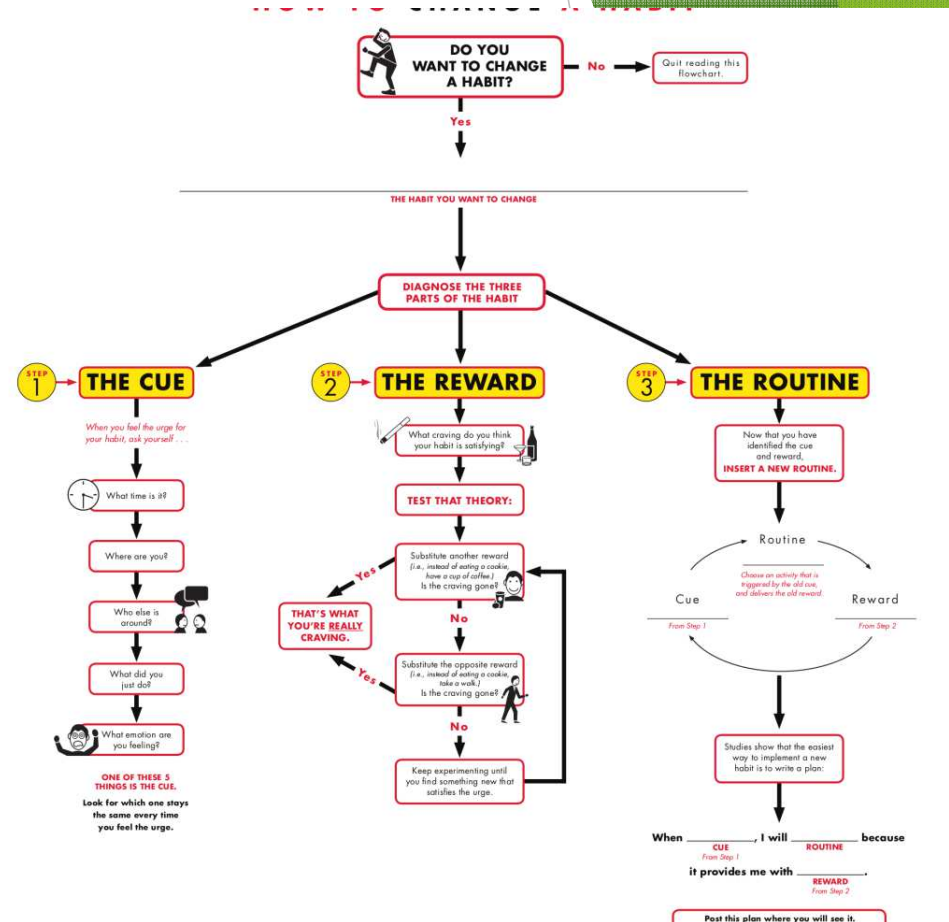 HOW TO CHANGE A HABIT
DO YOU
WANT TO CHANGE
A HABIT?
No
Quit reading this
flowchart.
Yes
THE HABIT YOU WANT TO CHANGE
DIAGNOSE THE THREE
PARTS OF THE HABIT
STEP
1
THE CUE
When you feel the urge for
your habit, ask yourself . . .
What time is it?
Where are you?
Who else is
around?
What did you
just do?
What emotion are
you feeling?
ONE OF THESE 5
THINGS IS THE CUE.
Look for which one stays
the same every time
you feel the urge.
STEP
2
THE REWARD
What craving do you think
your habit is satisfying?
TEST THAT THEORY:
Substitute another reward
(i.e., instead of eating a cookie,
have a cup of coffee.)
Is the craving gone?
Yes
THAT'S WHAT
YOU'RE REALLY
CRAVING.
No
Substitute the opposite reward
(i.e., instead of eating a cookie,
take a walk.)
Is the craving gone?
Yes
No
Keep experimenting until
you find something new that
satisfies the urge.
STEP
3
THE ROUTINE
Now that you have
identified the cue
and reward,
INSERT A NEW ROUTINE.
Routine
Choose an activity that is
triggered by the old cue,
and delivers the old reward.
Cue
From Step 1
Reward
From Step 2
Studies show that the easiest
way to implement a new
habit is to write a plan:
When ________, I will ________ because
CUE ROUTINE
From Step 1
it provides me with ________.
REWARD
From Step 2
Post this plan where you will see it.